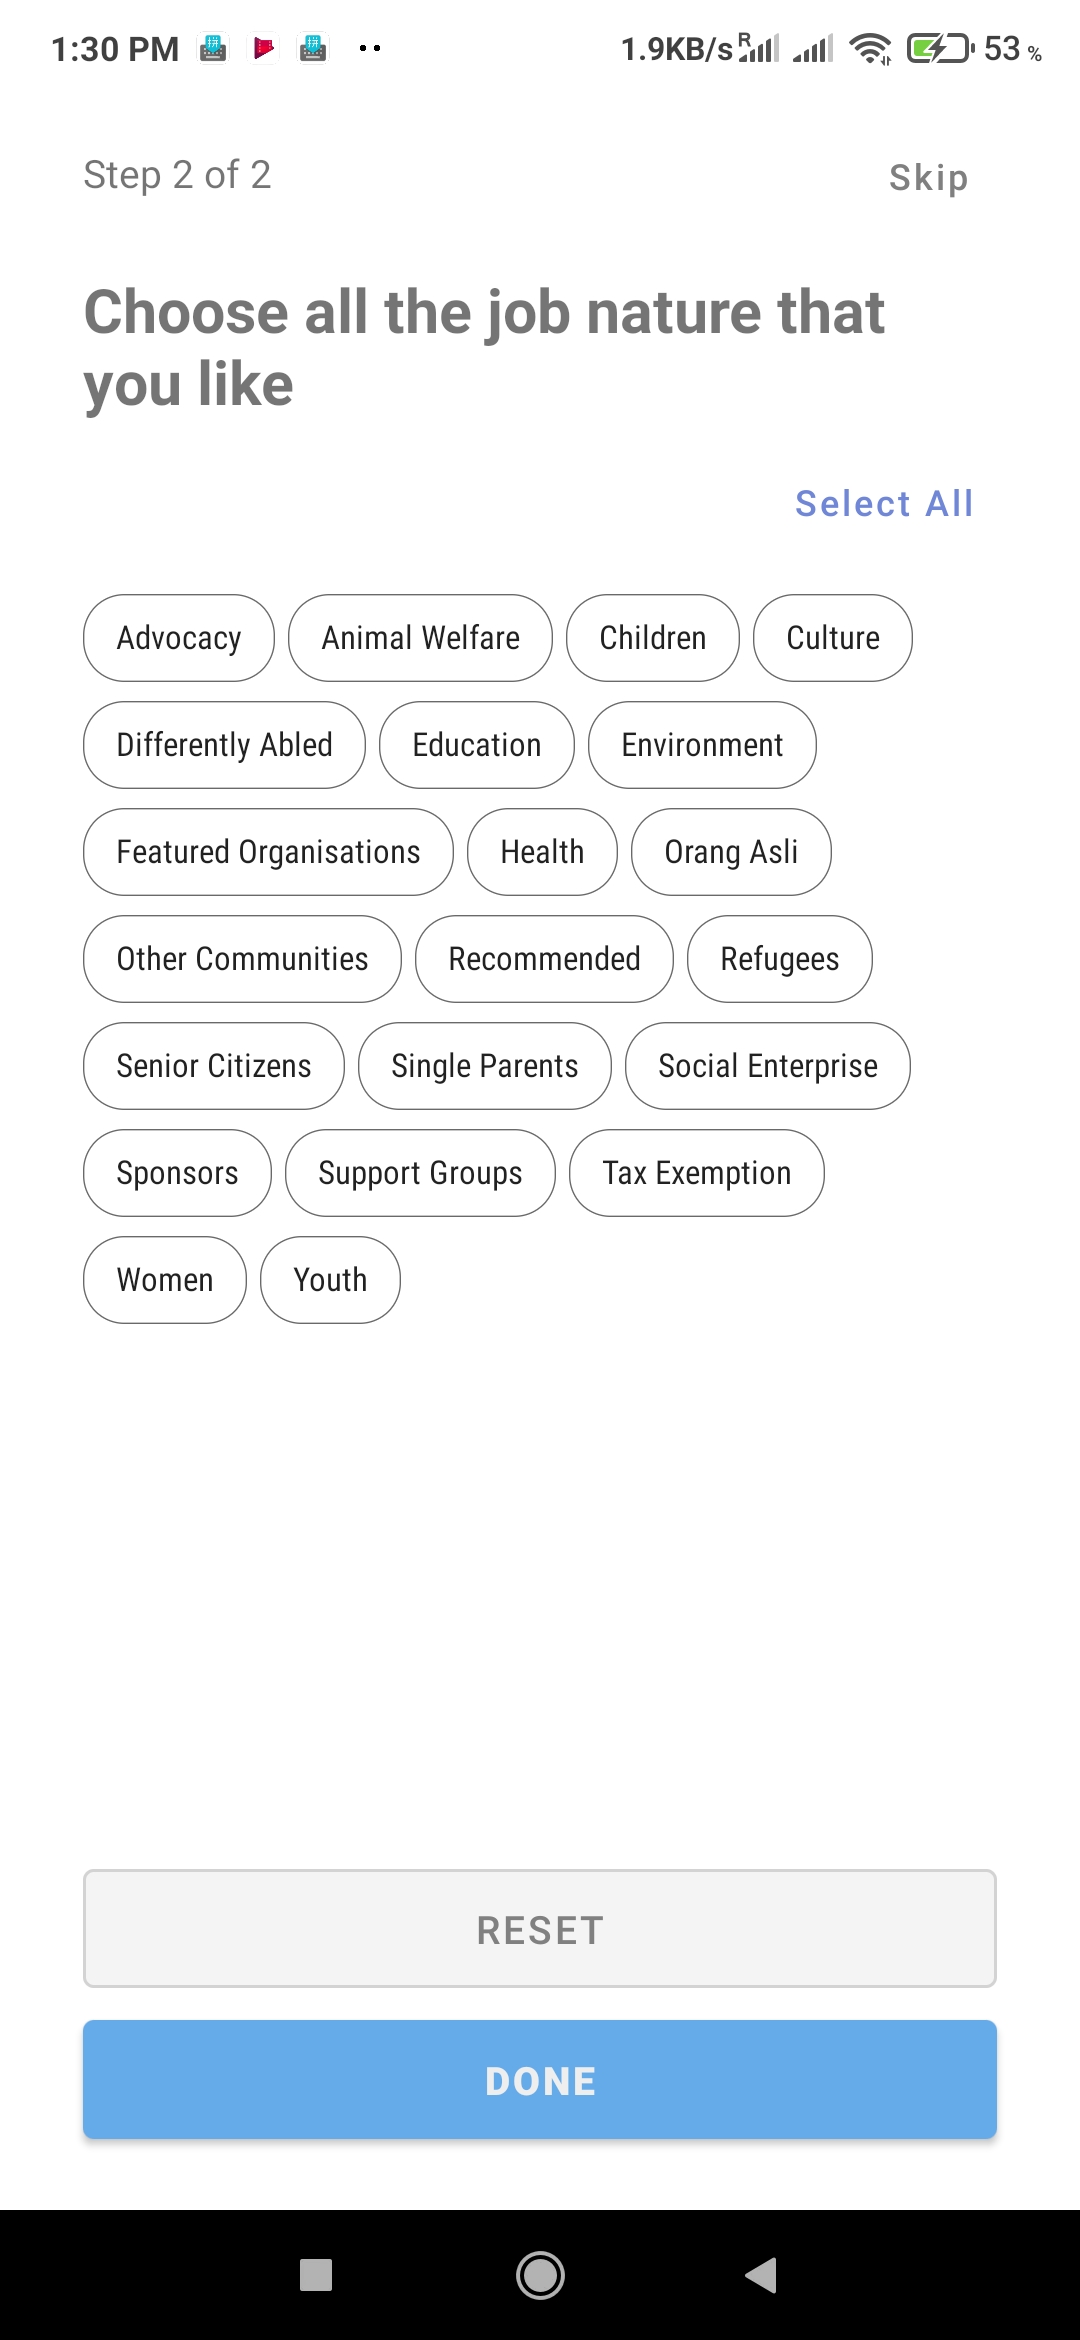 1:30 PM 1.9KB/s R 53 %
Step 2 of 2 Skip
Choose all the job nature that
you like
Select All
Advocacy Animal Welfare Children Culture
Differently Abled Education Environment
Featured Organisations Health Orang Asli
Other Communities Recommended Refugees
Senior Citizens Single Parents Social Enterprise
Sponsors Support Groups Tax Exemption
Women Youth
RESET
DONE